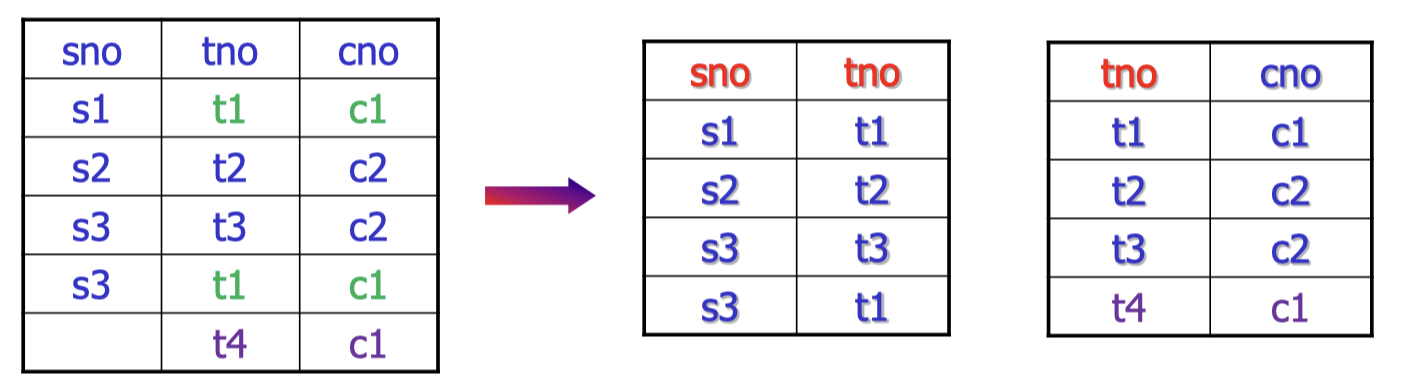 sno tno cno
s1 t1 c1
s2 t2 c2
s3 t3 c2
s3 t1 c1
t4 c1
sno tno
s1 t1
s2 t2
s3 t3
s3 t1
tno cno
t1 c1
t2 c2
t3 c2
t4 c1